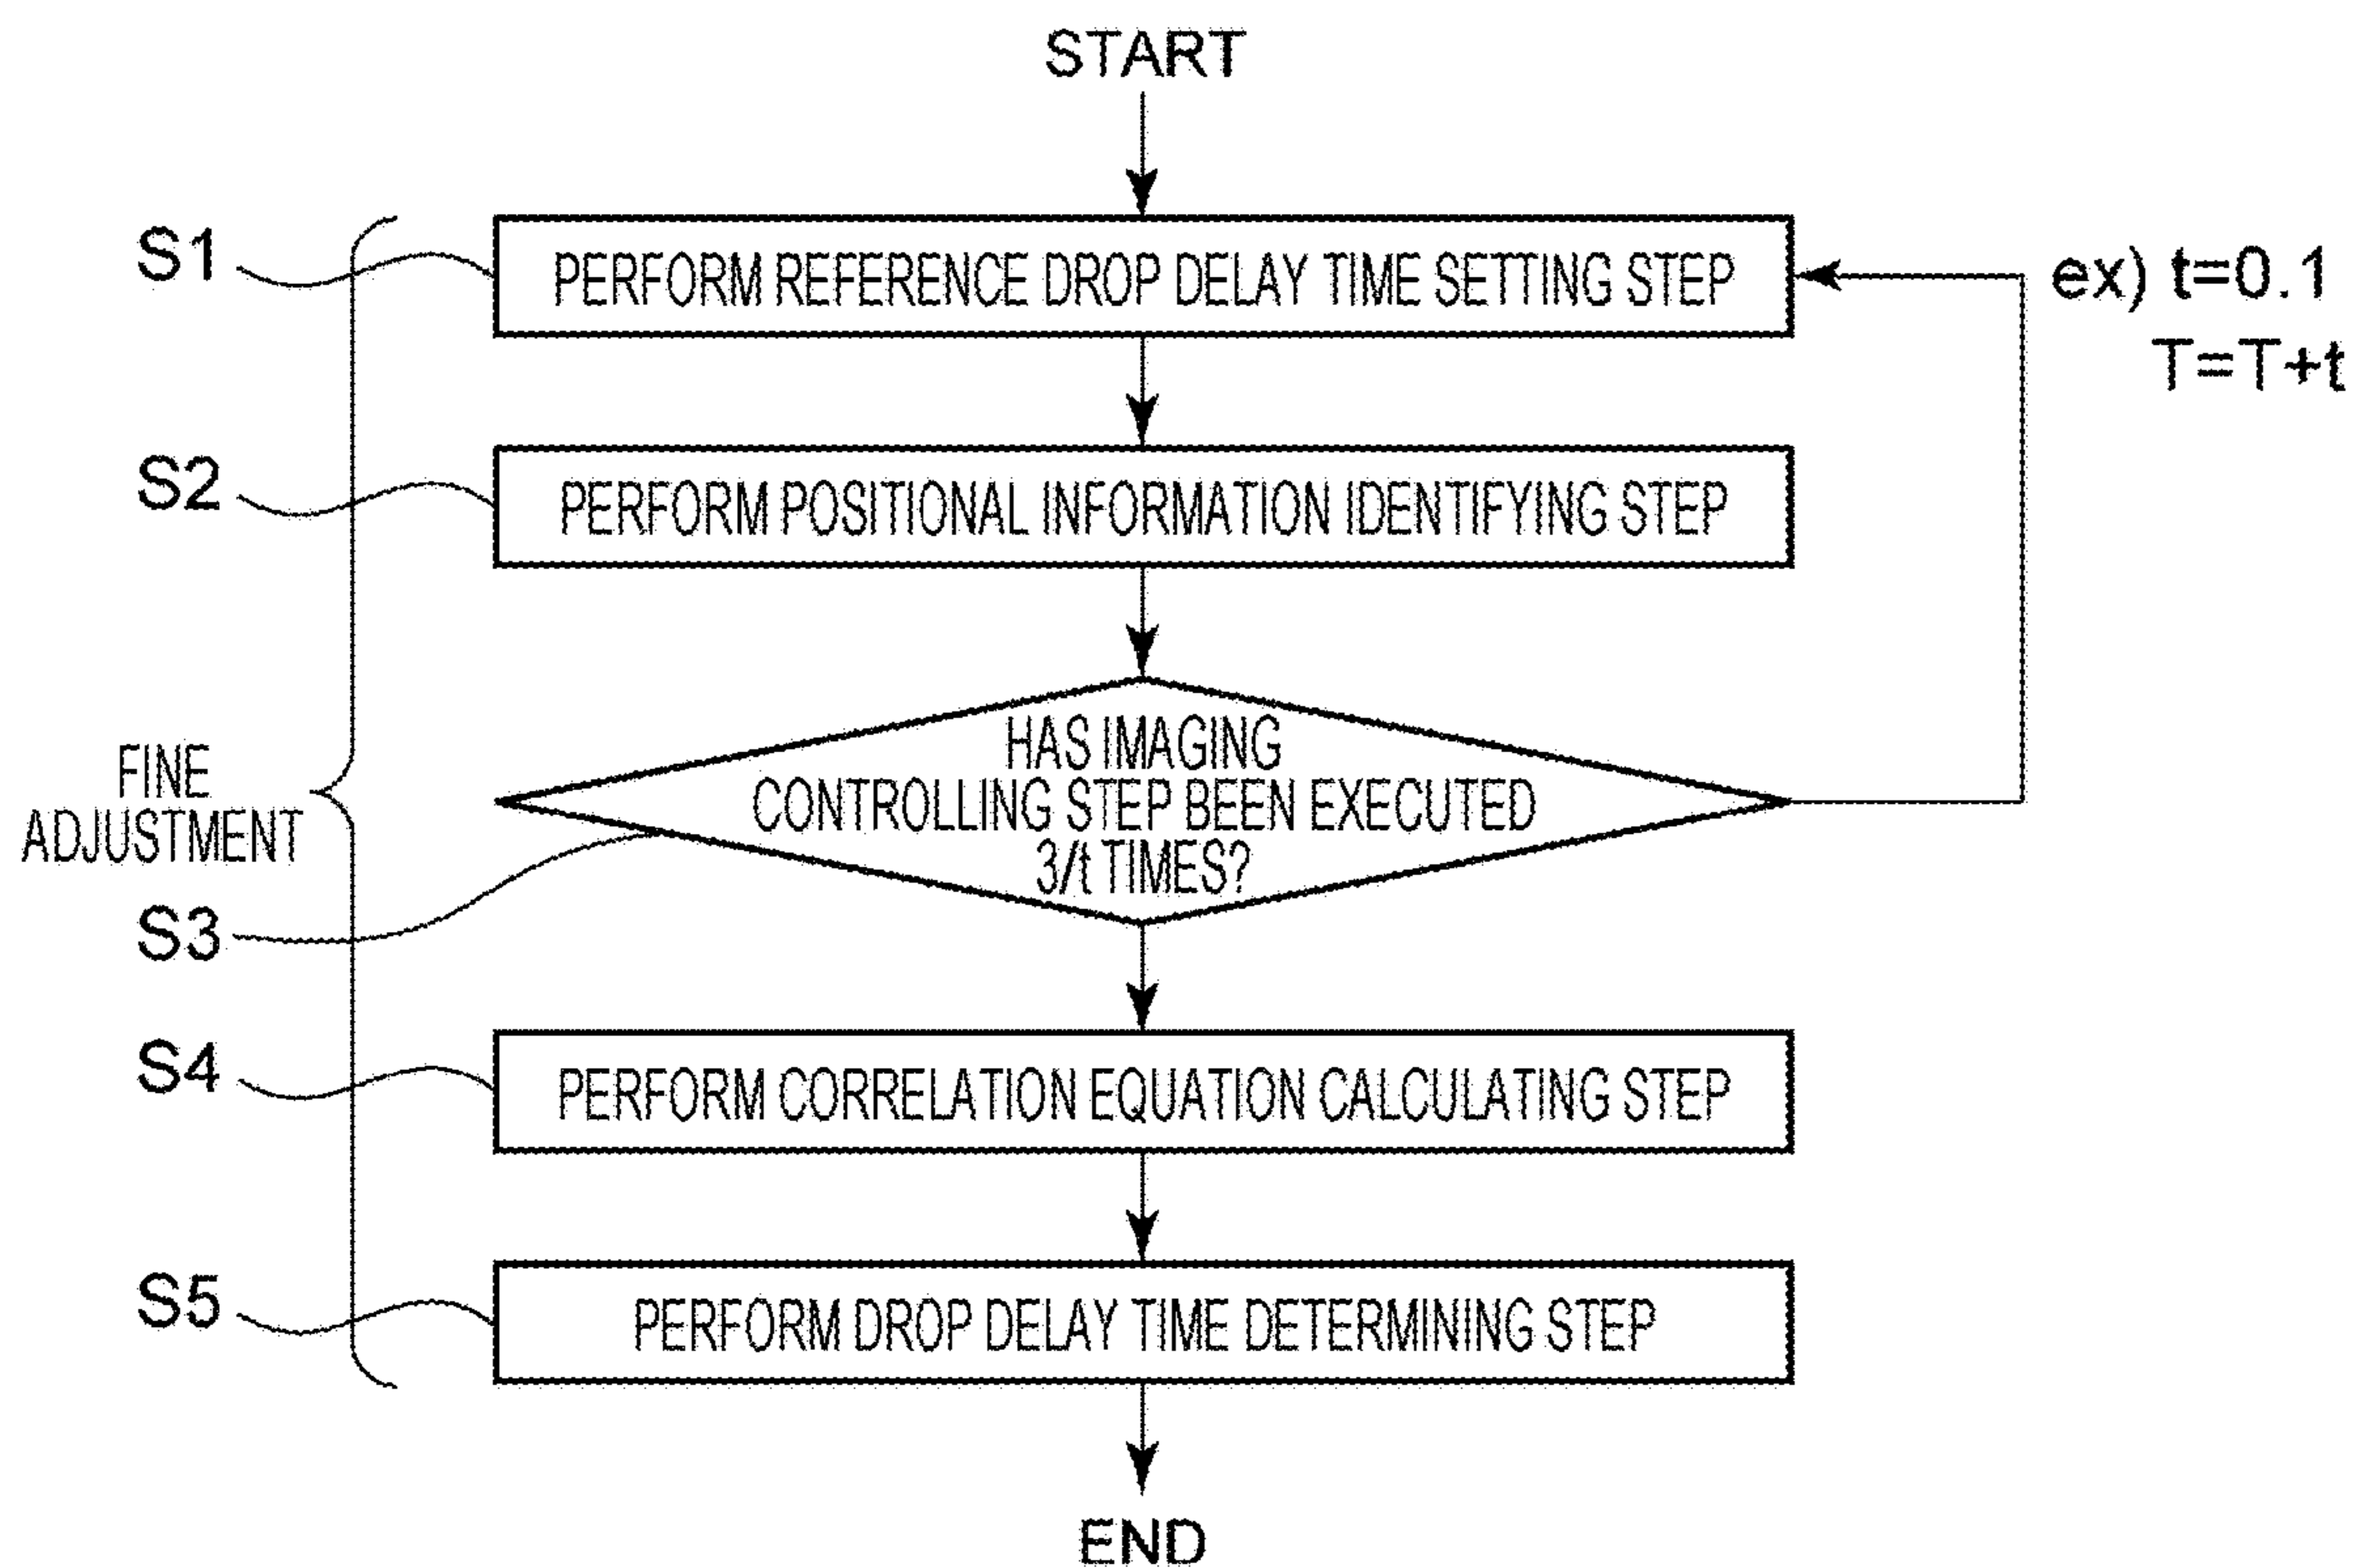 START
S1
PERFORM REFERENCE DROP DELAY TIME SETTING STEP
ex) t=0.1
T=T+t
S2
PERFORM POSITIONAL INFORMATION IDENTIFYING STEP
FINE
ADJUSTMENT
HAS IMAGING
CONTROLLING STEP BEEN EXECUTED
3/t TIMES?
S3
S4
PERFORM CORRELATION EQUATION CALCULATING STEP
S5
PERFORM DROP DELAY TIME DETERMINING STEP
END